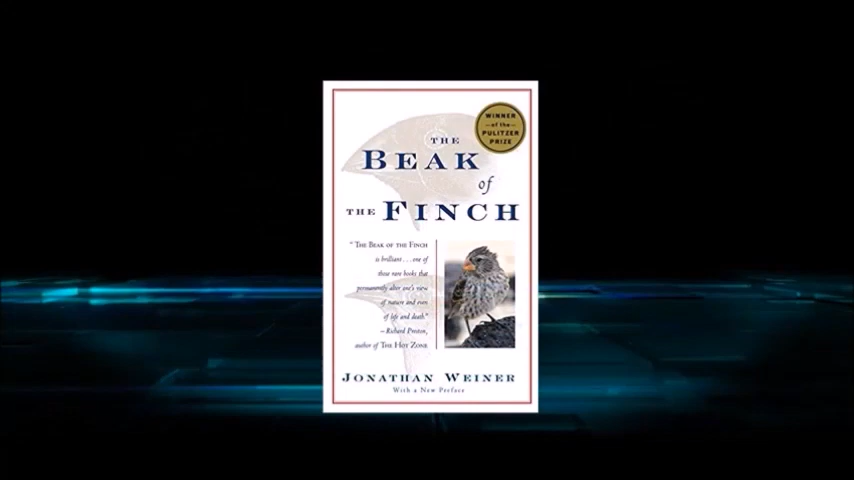 WINNER
of the
PULITZER
PRIZE
THE
BEAK
of
THE FINCH
"THE BEAK OF THE FINCH
is brilliant . . . one of
those rare books that
permanently alter one's view
of nature and even
of life and death."
—Richard Preston,
author of THE HOT ZONE
JONATHAN WEINER
With a New Preface